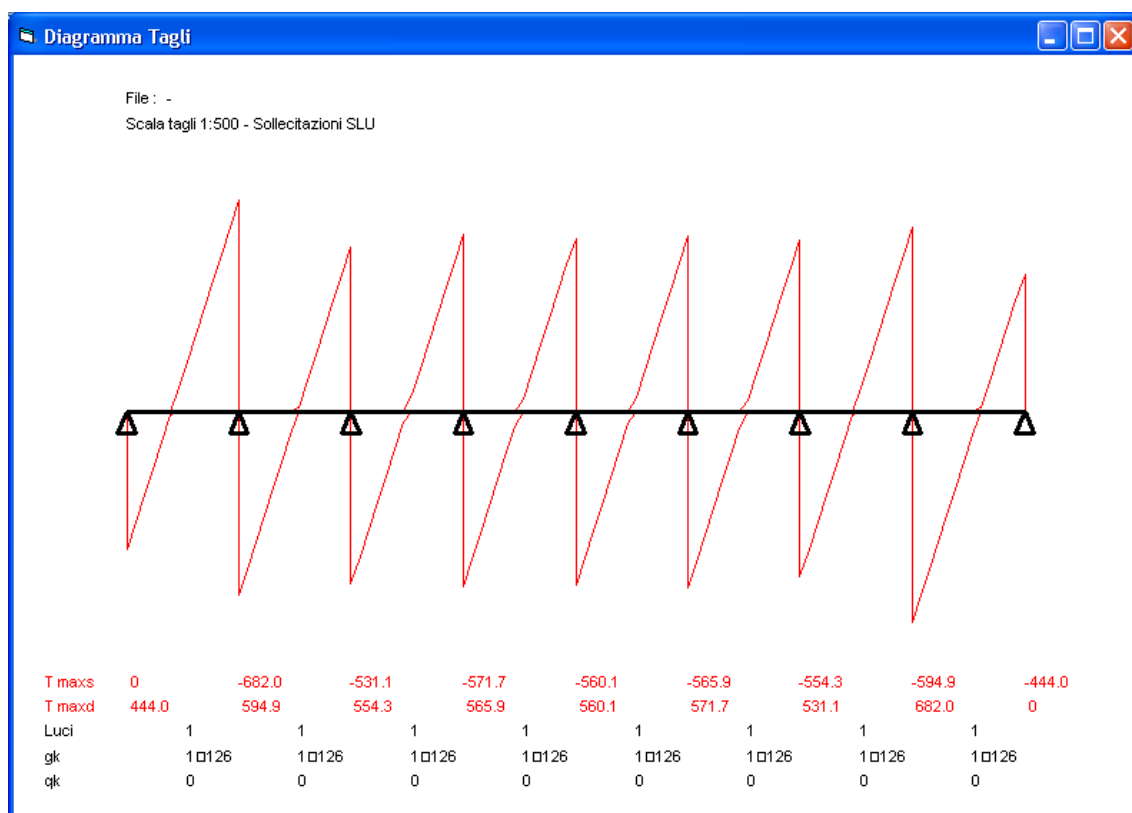 Diagramma Tagli
File : -
Scala tagli 1:500 - Sollecitazioni SLU
T maxs 0 -682.0 -531.1 -571.7 -560.1 -565.9 -554.3 -594.9 -444.0
T maxd 444.0 594.9 554.3 565.9 560.1 571.7 531.1 682.0 0
Luci 1 1 1 1 1 1 1 1
gk 1□126 1□126 1□126 1□126 1□126 1□126 1□126 1□126
qk 0 0 0 0 0 0 0 0